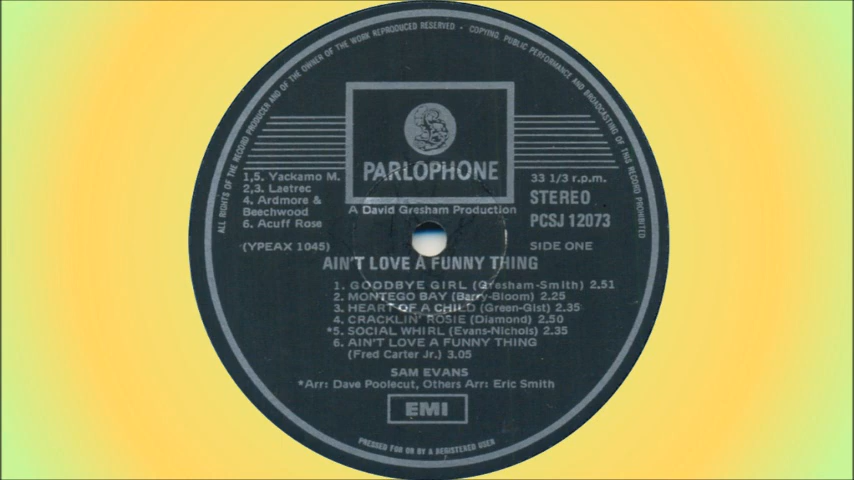 ALL RIGHTS OF THE RECORD PRODUCER AND OF THE OWNER OF THE WORK REPRODUCED RESERVED • COPYING, PUBLIC PERFORMANCE AND BROADCASTING OF THIS RECORD PROHIBITED
PARLOPHONE
1,5. Yackamo M.
2,3. Laetrec
4. Ardmore &
Beechwood
6. Acuff Rose
33 1/3 r.p.m.
STEREO
PCSJ 12073
A David Gresham Production
(YPEAX 1045)
SIDE ONE
AIN'T LOVE A FUNNY THING
1. GOODBYE GIRL (Gresham-Smith) 2.51
2. MONTEGO BAY (Barry-Bloom) 2.25
3. HEART OF A CHILD (Green-Gist) 2.35
4. CRACKLIN' ROSIE (Diamond) 2.50
*5. SOCIAL WHIRL (Evans-Nichols) 2.35
6. AIN'T LOVE A FUNNY THING
(Fred Carter Jr.) 3.05
SAM EVANS
*Arr: Dave Poolecut, Others Arr: Eric Smith
EMI
PRESSED FOR OR BY A REGISTERED USER